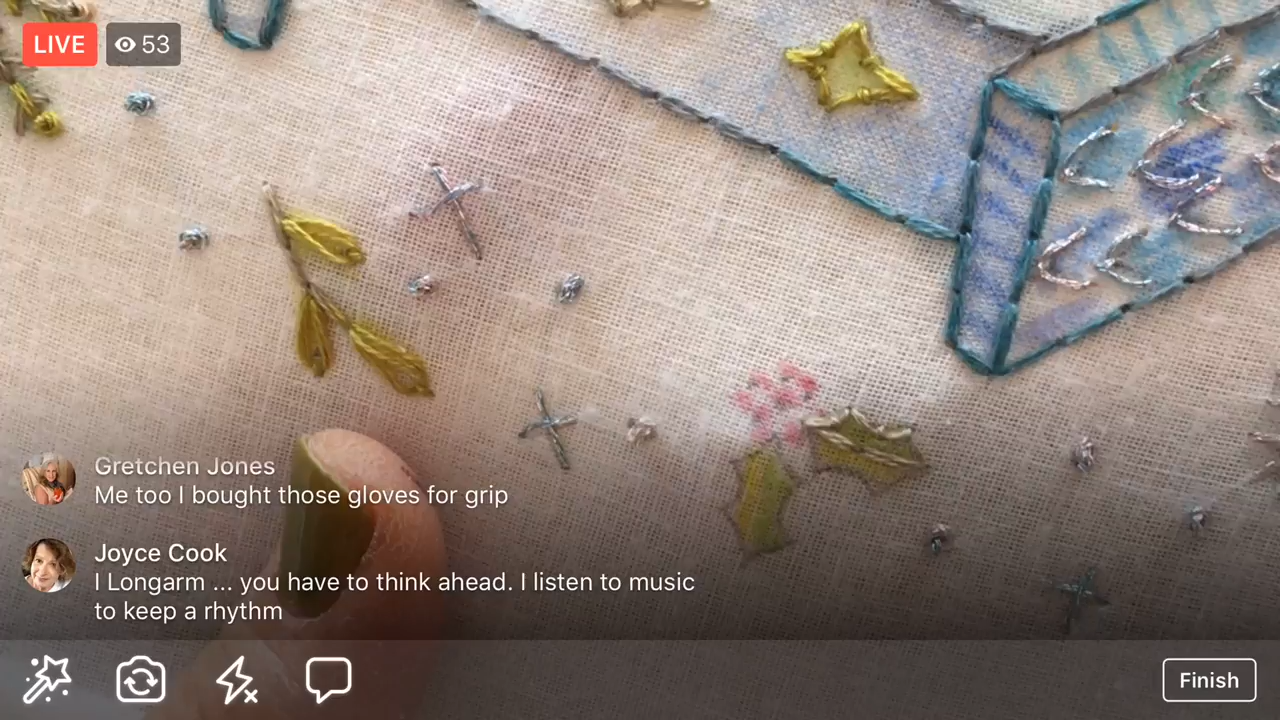 LIVE
53
Gretchen Jones
Me too I bought those gloves for grip
Joyce Cook
I Longarm ... you have to think ahead. I listen to music
to keep a rhythm
Finish